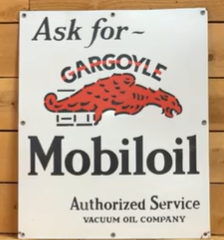 Ask for~
GARGOYLE
Mobiloil
Authorized Service
VACUUM OIL COMPANY